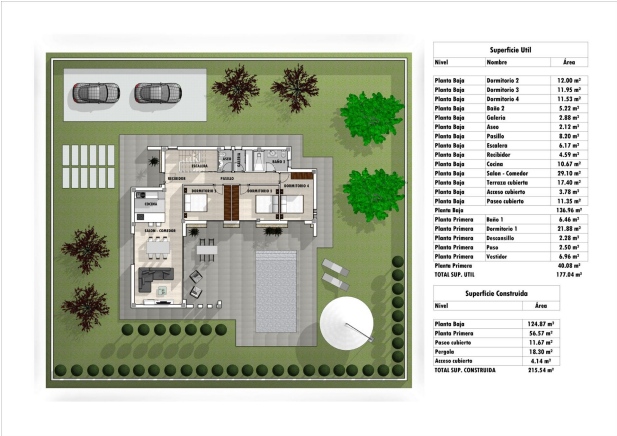 ESCALERA
ASEO
GALERIA
BAÑO 2
RECIBIDOR
PASILLO
DORMITORIO 4
DORMITORIO 2
DORMITORIO 3
COCINA
SALON - COMEDOR
Superficie Util
Nivel Nombre Área
Planta Baja Dormitorio 2 12.00 m²
Planta Baja Dormitorio 3 11.95 m²
Planta Baja Dormitorio 4 11.53 m²
Planta Baja Baño 2 5.22 m²
Planta Baja Galeria 2.88 m²
Planta Baja Aseo 2.12 m²
Planta Baja Pasillo 8.20 m²
Planta Baja Escalera 6.17 m²
Planta Baja Recibidor 4.59 m²
Planta Baja Cocina 10.67 m²
Planta Baja Salon - Comedor 29.10 m²
Planta Baja Terraza cubierta 17.40 m²
Planta Baja Acceso cubierto 3.78 m²
Planta Baja Paseo cubierto 11.35 m²
Planta Baja 136.96 m²
Planta Primera Baño 1 6.46 m²
Planta Primera Dormitorio 1 21.88 m²
Planta Primera Descansillo 2.28 m²
Planta Primera Paso 2.50 m²
Planta Primera Vestidor 6.96 m²
Planta Primera 40.08 m²
TOTAL SUP. UTIL 177.04 m²
Superficie Construida
Nivel Área
Planta Baja 124.87 m²
Planta Primera 56.57 m²
Paseo cubierto 11.67 m²
Pergola 18.30 m²
Acceso cubierto 4.14 m²
TOTAL SUP. CONSTRUIDA 215.54 m²